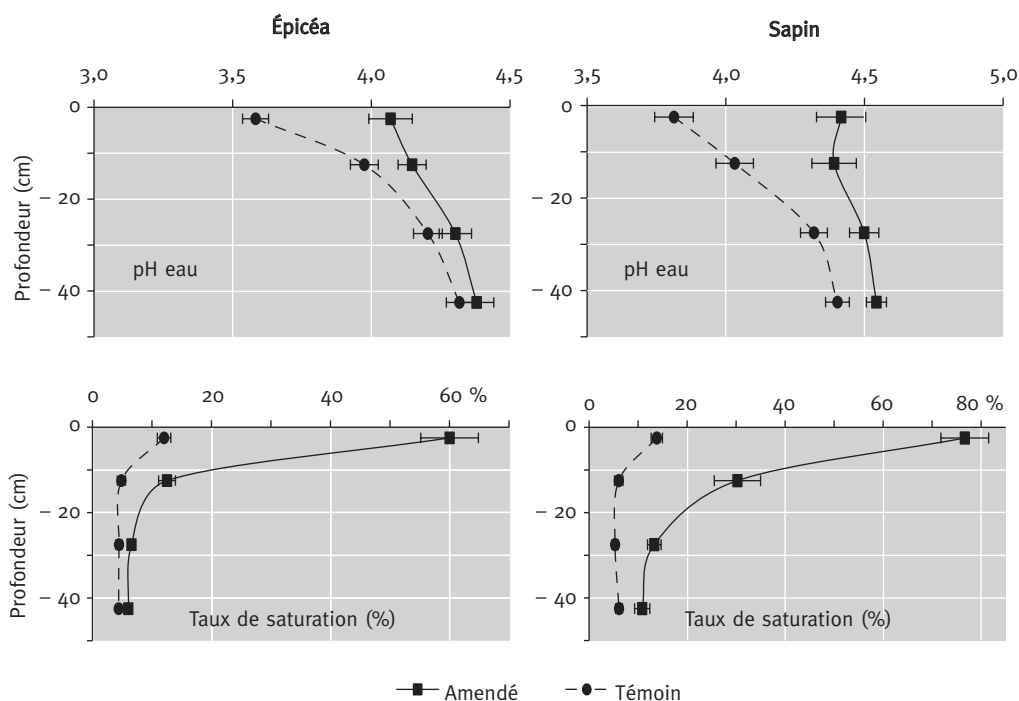 Épicéa
Sapin
3,0 3,5 4,0 4,5
3,5 4,0 4,5 5,0
0
– 20
– 40
Profondeur (cm)
pH eau
0
– 20
– 40
pH eau
0 20 40 60 %
0 20 40 60 80 %
0
– 20
– 40
Profondeur (cm)
Taux de saturation (%)
0
– 20
– 40
Taux de saturation (%)
Amendé Témoin